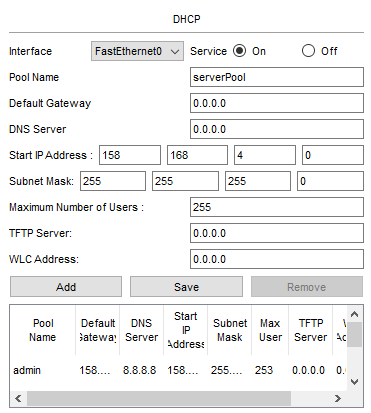 DHCP
Interface FastEthernet0 Service On Off
Pool Name serverPool
Default Gateway 0.0.0.0
DNS Server 0.0.0.0
Start IP Address : 158 168 4 0
Subnet Mask: 255 255 255 0
Maximum Number of Users : 255
TFTP Server: 0.0.0.0
WLC Address: 0.0.0.0
Add Save Remove
Pool Name Default Gateway DNS Server Start IP Address Subnet Mask Max User TFTP Server
admin 158.... 8.8.8.8 158.... 255.... 253 0.0.0.0 0.